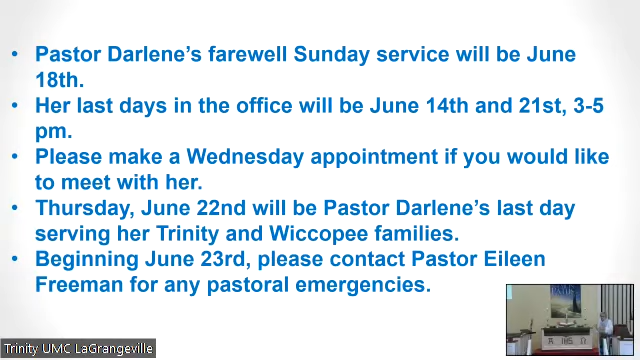 • Pastor Darlene's farewell Sunday service will be June
18th.
• Her last days in the office will be June 14th and 21st, 3-5
pm.
• Please make a Wednesday appointment if you would like
to meet with her.
• Thursday, June 22nd will be Pastor Darlene's last day
serving her Trinity and Wiccopee families.
• Beginning June 23rd, please contact Pastor Eileen
Freeman for any pastoral emergencies.
Trinity UMC LaGrangeville